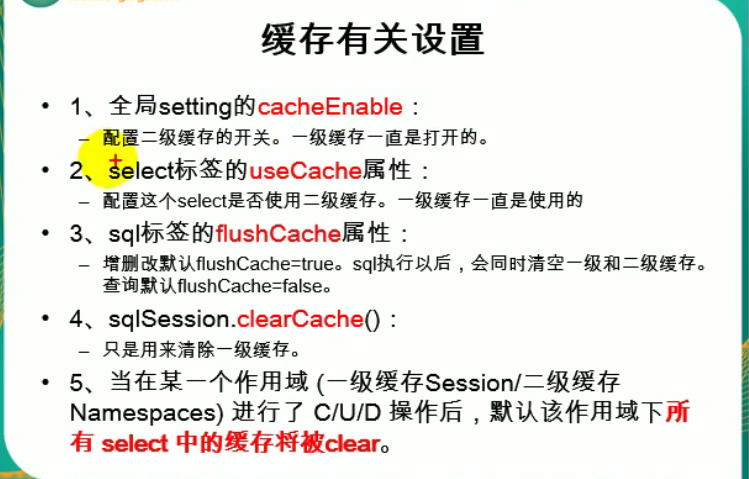 缓存有关设置
• 1、全局setting的cacheEnable：
– 配置二级缓存的开关。一级缓存一直是打开的。
• 2、select标签的useCache属性：
– 配置这个select是否使用二级缓存。一级缓存一直是使用的
• 3、sql标签的flushCache属性：
– 增删改默认flushCache=true。sql执行以后，会同时清空一级和二级缓存。
查询默认flushCache=false。
• 4、sqlSession.clearCache()：
– 只是用来清除一级缓存。
• 5、当在某一个作用域 (一级缓存Session/二级缓存
Namespaces) 进行了 C/U/D 操作后，默认该作用域下所
有 select 中的缓存将被clear。